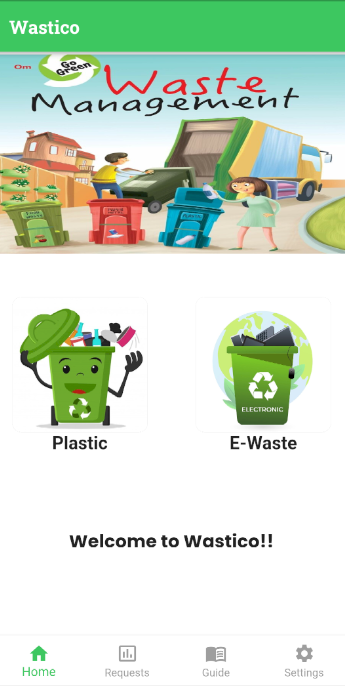 Wastico
Om
Go
Green
Waste
Management
ELECTRONIC
Plastic
E-Waste
Welcome to Wastico!!
Home
Requests
Guide
Settings